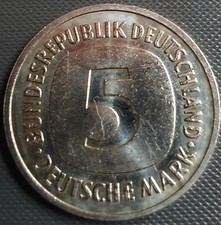 BUNDESREPUBLIK DEUTSCHLAND
5
DEUTSCHE MARK